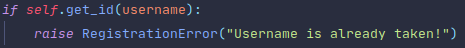 if self.get_id(username):
    raise RegistrationError("Username is already taken!")